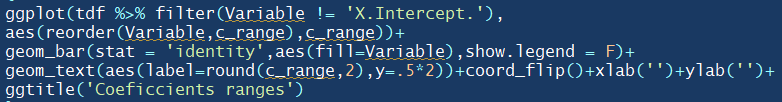 ggplot(tdf %>% filter(Variable != 'X.Intercept.'),
aes(reorder(Variable,c_range),c_range))+
geom_bar(stat = 'identity',aes(fill=Variable),show.legend = F)+
geom_text(aes(label=round(c_range,2),y=.5*2))+coord_flip()+xlab('')+ylab('')+
ggtitle('Coeficcients ranges')